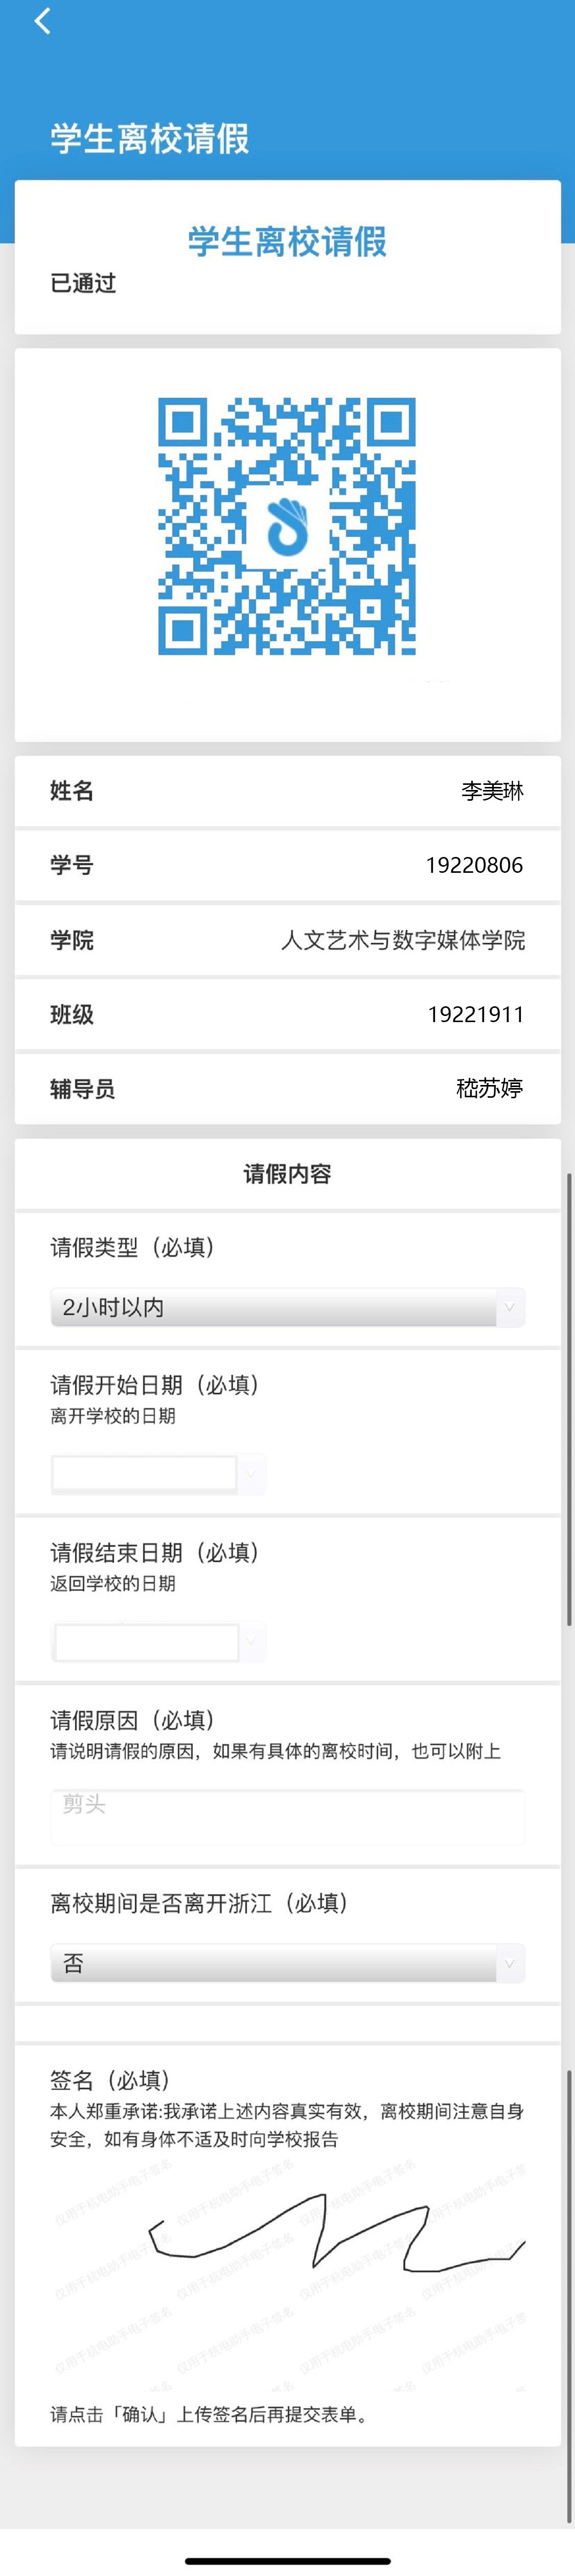 学生离校请假
学生离校请假
已通过
姓名 李美琳
学号 19220806
学院 人文艺术与数字媒体学院
班级 19221911
辅导员 嵇苏婷
请假内容
请假类型（必填）
2小时以内
请假开始日期（必填）
离开学校的日期
请假结束日期（必填）
返回学校的日期
请假原因（必填）
请说明请假的原因，如果有具体的离校时间，也可以附上
剪头
离校期间是否离开浙江（必填）
否
签名（必填）
本人郑重承诺:我承诺上述内容真实有效，离校期间注意自身
安全，如有身体不适及时向学校报告
仅用于杭电助手电子签名
请点击「确认」上传签名后再提交表单。